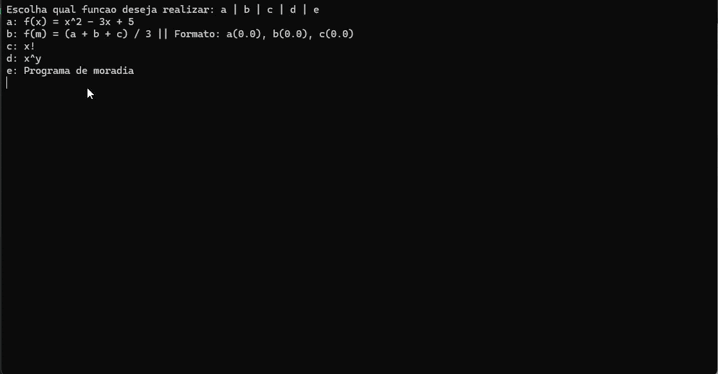 Escolha qual funcao deseja realizar: a | b | c | d | e
a: f(x) = x^2 - 3x + 5
b: f(m) = (a + b + c) / 3 || Formato: a(0.0), b(0.0), c(0.0)
c: x!
d: x^y
e: Programa de moradia